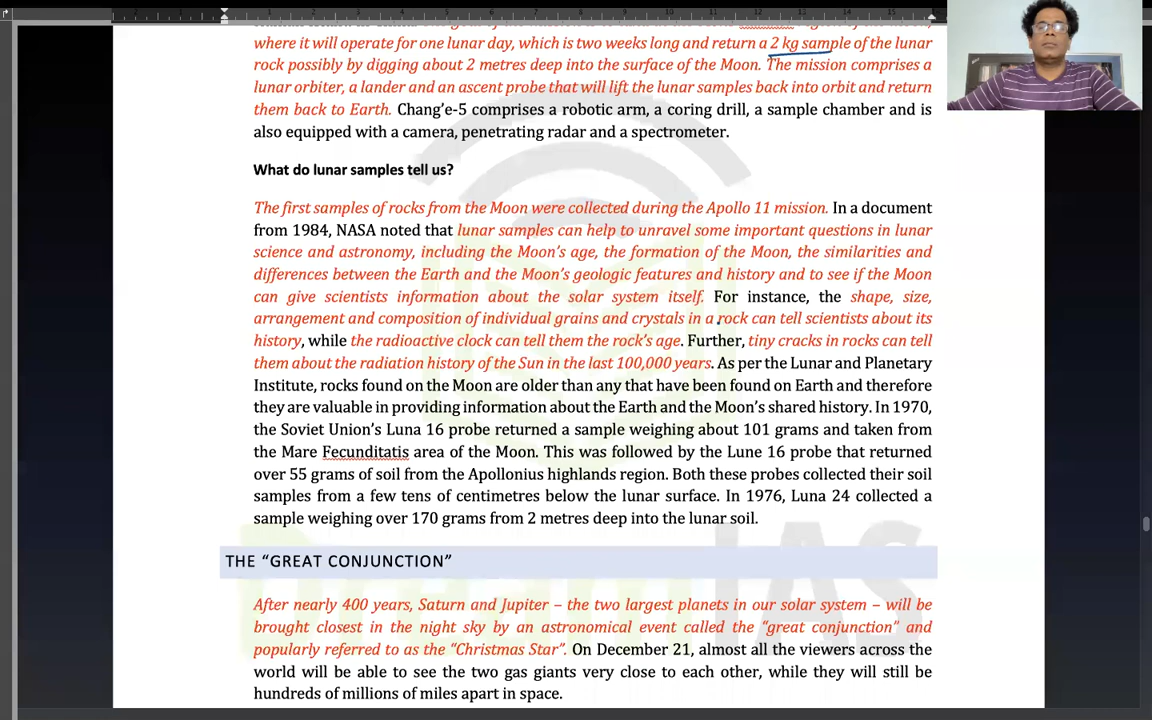 where it will operate for one lunar day, which is two weeks long and return a 2 kg sample of the lunar
rock possibly by digging about 2 metres deep into the surface of the Moon. The mission comprises a
lunar orbiter, a lander and an ascent probe that will lift the lunar samples back into orbit and return
them back to Earth. Chang'e-5 comprises a robotic arm, a coring drill, a sample chamber and is
also equipped with a camera, penetrating radar and a spectrometer.
What do lunar samples tell us?
The first samples of rocks from the Moon were collected during the Apollo 11 mission. In a document
from 1984, NASA noted that lunar samples can help to unravel some important questions in lunar
science and astronomy, including the Moon's age, the formation of the Moon, the similarities and
differences between the Earth and the Moon's geologic features and history and to see if the Moon
can give scientists information about the solar system itself. For instance, the shape, size,
arrangement and composition of individual grains and crystals in a rock can tell scientists about its
history, while the radioactive clock can tell them the rock's age. Further, tiny cracks in rocks can tell
them about the radiation history of the Sun in the last 100,000 years. As per the Lunar and Planetary
Institute, rocks found on the Moon are older than any that have been found on Earth and therefore
they are valuable in providing information about the Earth and the Moon's shared history. In 1970,
the Soviet Union's Luna 16 probe returned a sample weighing about 101 grams and taken from
the Mare Fecunditatis area of the Moon. This was followed by the Lune 16 probe that returned
over 55 grams of soil from the Apollonius highlands region. Both these probes collected their soil
samples from a few tens of centimetres below the lunar surface. In 1976, Luna 24 collected a
sample weighing over 170 grams from 2 metres deep into the lunar soil.
THE "GREAT CONJUNCTION"
After nearly 400 years, Saturn and Jupiter – the two largest planets in our solar system – will be
brought closest in the night sky by an astronomical event called the "great conjunction" and
popularly referred to as the "Christmas Star". On December 21, almost all the viewers across the
world will be able to see the two gas giants very close to each other, while they will still be
hundreds of millions of miles apart in space.